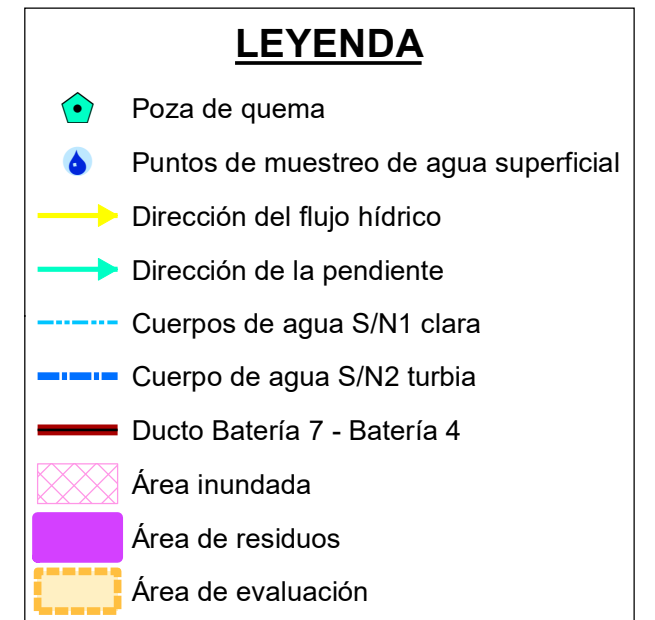 LEYENDA
Poza de quema
Puntos de muestreo de agua superficial
Dirección del flujo hídrico
Dirección de la pendiente
Cuerpos de agua S/N1 clara
Cuerpo de agua S/N2 turbia
Ducto Batería 7 - Batería 4
Área inundada
Área de residuos
Área de evaluación